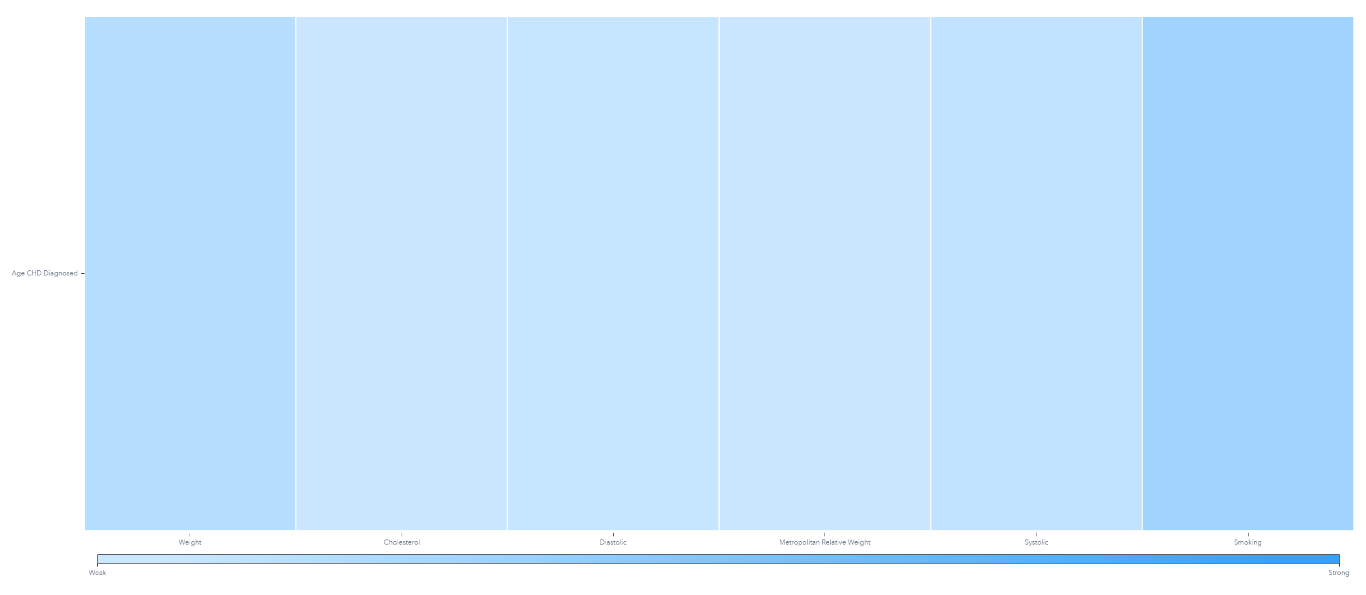 Age CHD Diagnosed
Weight Cholesterol Diastolic Metropolitan Relative Weight Systolic Smoking
Weak Strong